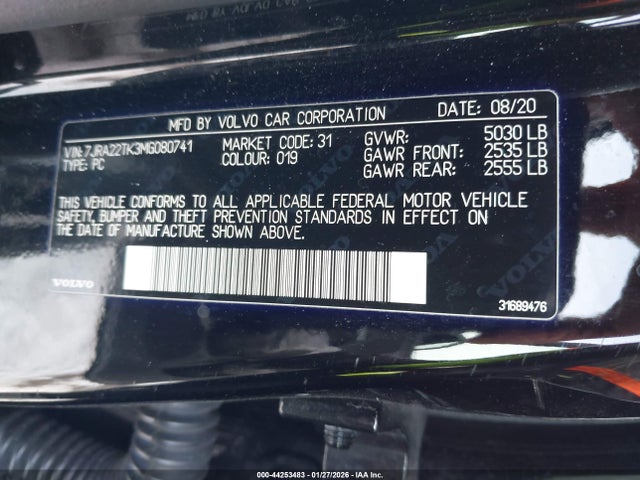 MFD BY VOLVO CAR CORPORATION DATE: 08/20
VIN: 7JRA22TK3MG080741 MARKET CODE: 31 GVWR: 5030 LB
TYPE: PC COLOUR: 019 GAWR FRONT: 2535 LB
GAWR REAR: 2555 LB
THIS VEHICLE CONFORMS TO ALL APPLICABLE FEDERAL MOTOR VEHICLE
SAFETY, BUMPER AND THEFT PREVENTION STANDARDS IN EFFECT ON
THE DATE OF MANUFACTURE SHOWN ABOVE.
VOLVO
31689476
000-44253483 | 01/27/2026 - IAA Inc.